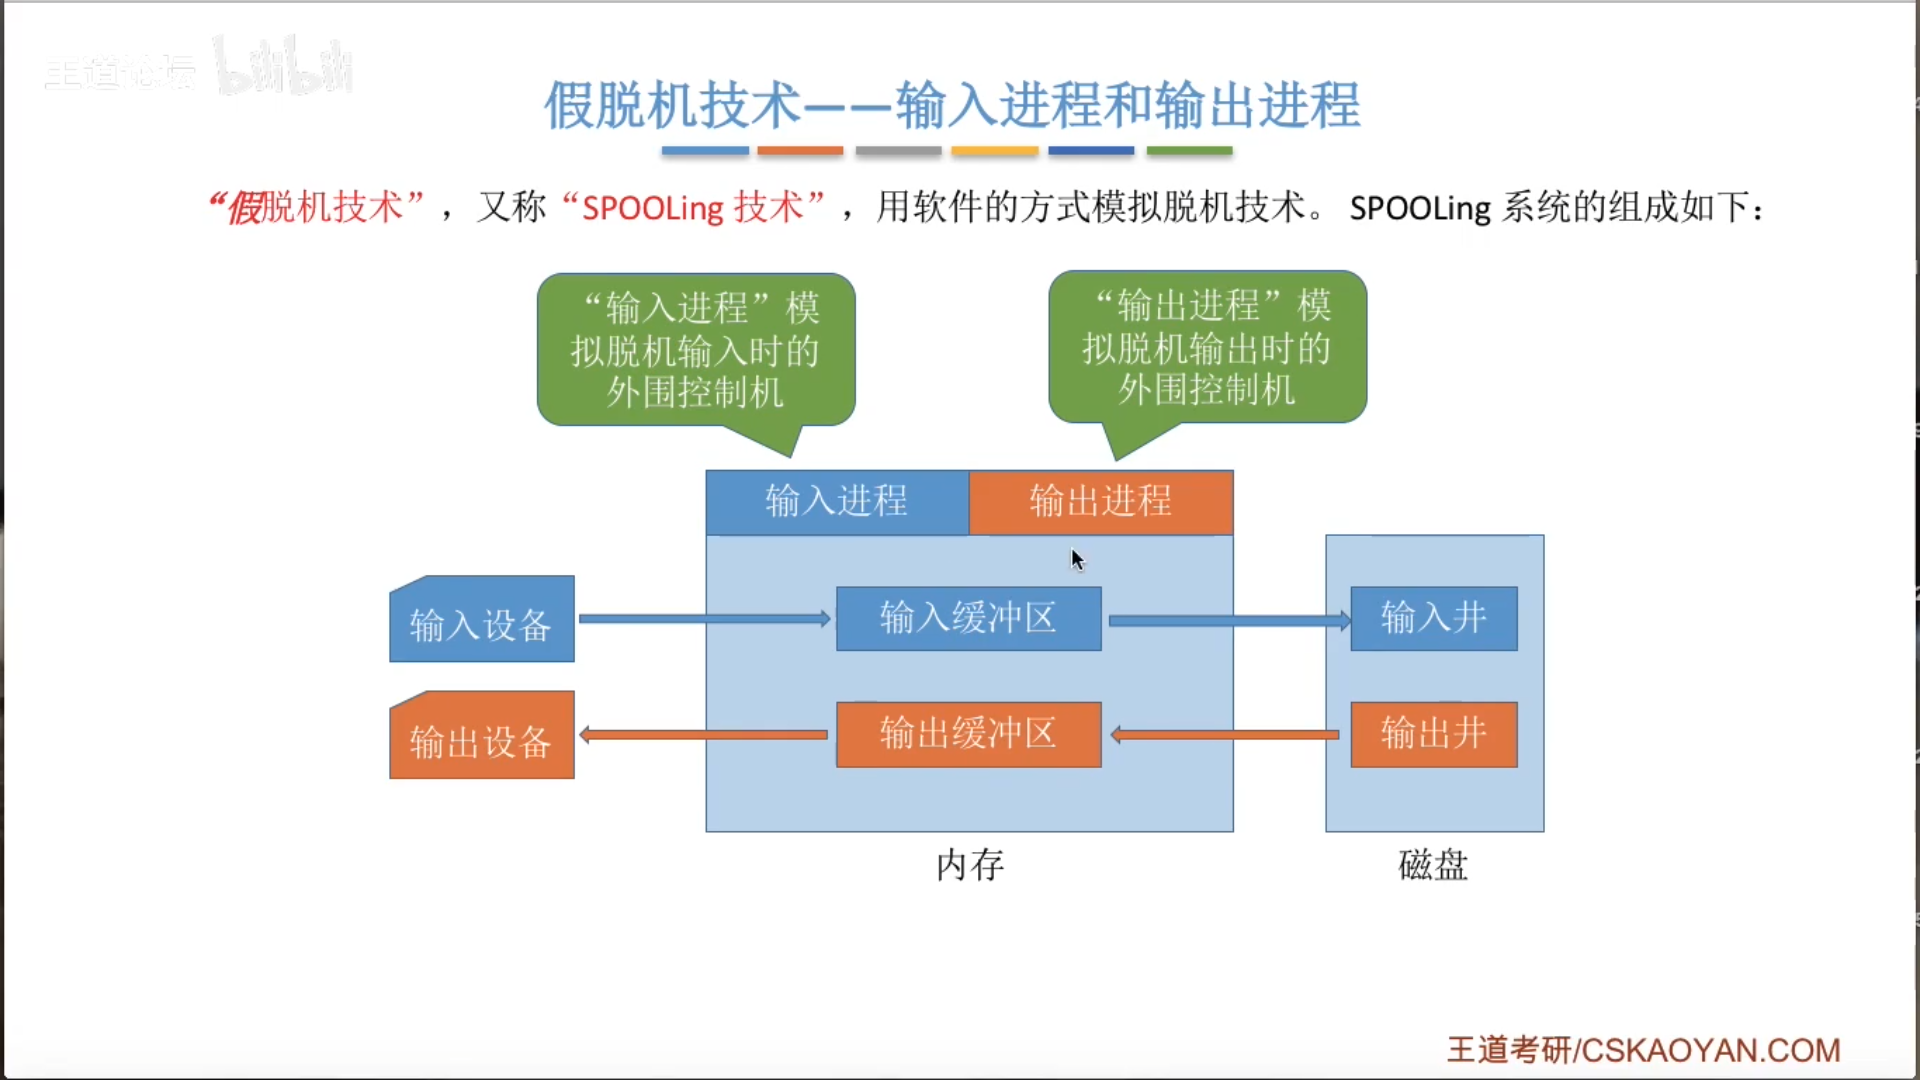 王道论坛 bilibili
假脱机技术——输入进程和输出进程
“假脱机技术”，又称“SPOOLing 技术”，用软件的方式模拟脱机技术。SPOOLing 系统的组成如下：
“输入进程”模
拟脱机输入时的
外围控制机
“输出进程”模
拟脱机输出时的
外围控制机
输入进程
输出进程
输入设备
输入缓冲区
输入井
输出设备
输出缓冲区
输出井
内存
磁盘
王道考研/CSKAOYAN.COM